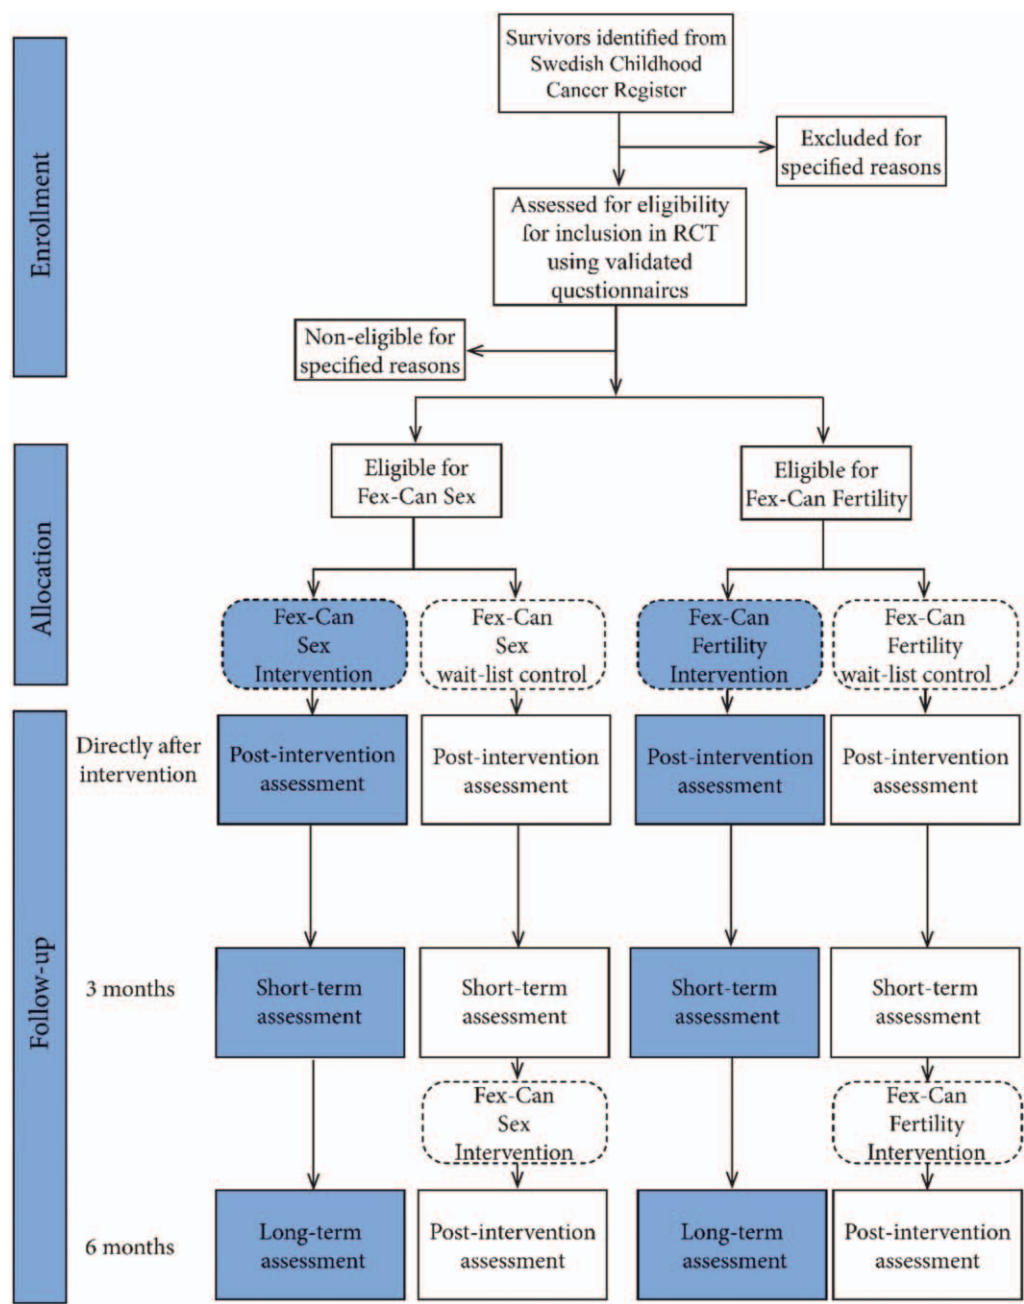 Survivors identified from
Swedish Childhood
Cancer Register
Excluded for
specified reasons
Enrollment
Assessed for eligibility
for inclusion in RCT
using validated
questionnaires
Non-eligible for
specified reasons
Allocation
Eligible for
Fex-Can Sex
Eligible for
Fex-Can Fertility
Fex-Can
Sex
Intervention
Fex-Can
Sex
wait-list control
Fex-Can
Fertility
Intervention
Fex-Can
Fertility
wait-list control
Follow-up
Directly after
intervention
Post-intervention
assessment
Post-intervention
assessment
Post-intervention
assessment
Post-intervention
assessment
3 months
Short-term
assessment
Short-term
assessment
Short-term
assessment
Short-term
assessment
Fex-Can
Sex
Intervention
Fex-Can
Fertility
Intervention
6 months
Long-term
assessment
Post-intervention
assessment
Long-term
assessment
Post-intervention
assessment